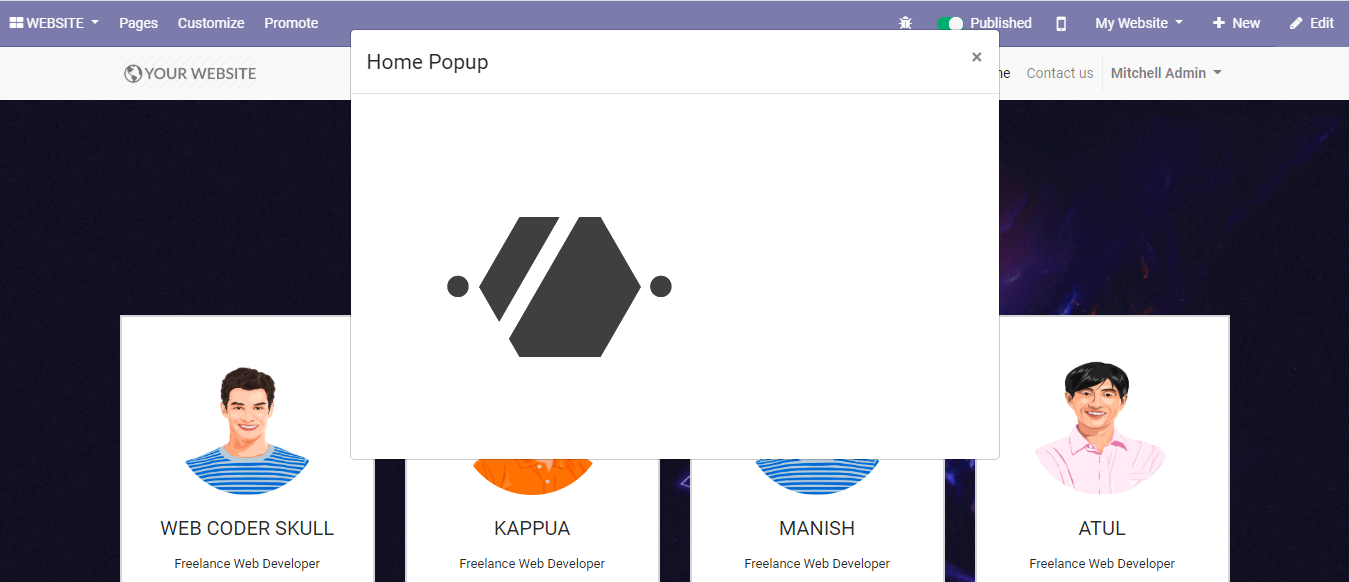 WEBSITE Pages Customize Promote Published My Website + New Edit
Home Popup ×
YOUR WEBSITE Contact us Mitchell Admin
WEB CODER SKULL KAPPUA MANISH ATUL
Freelance Web Developer Freelance Web Developer Freelance Web Developer Freelance Web Developer